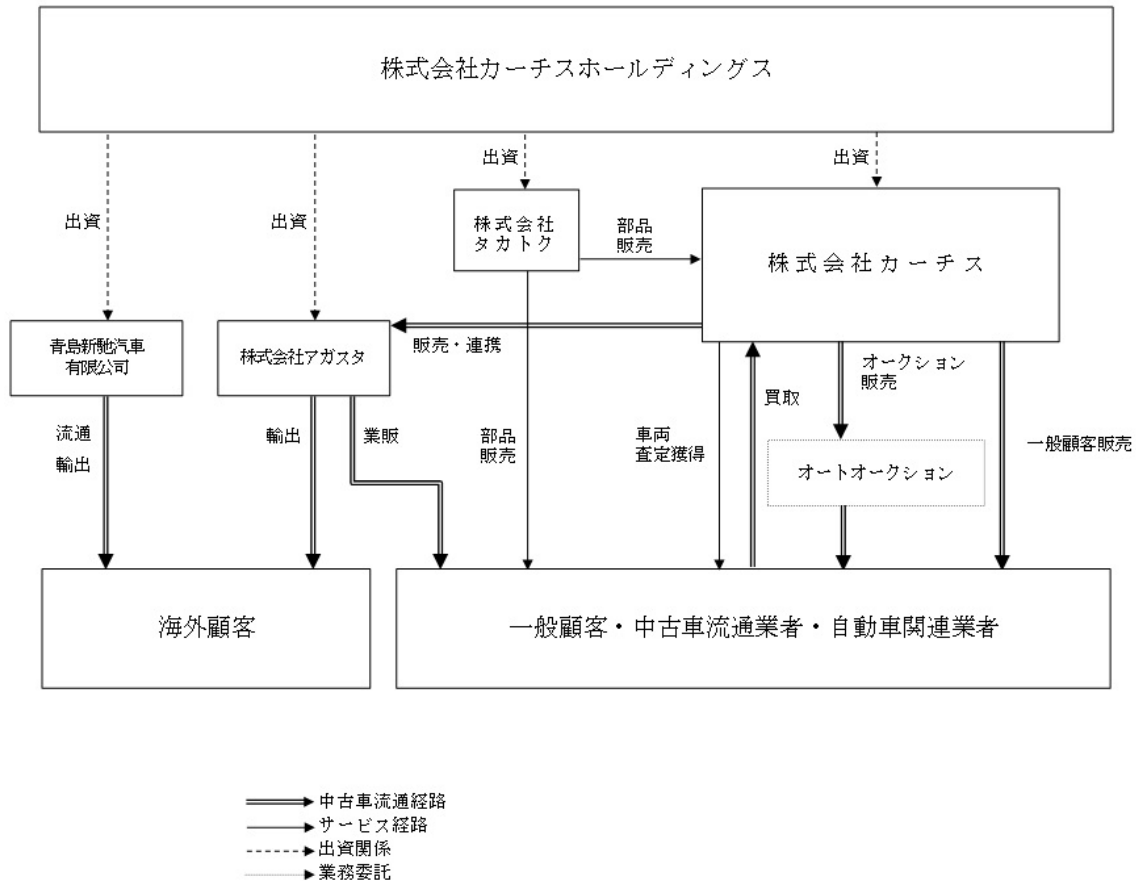 株式会社カーチスホールディングス
出資
出資
出資
出資
株式会社
タカトク
部品
販売
株式会社カーチス
青島新馳汽車
有限公司
株式会社アガスタ
販売・連携
オークション
販売
買取
流通
輸出
輸出
業販
部品
販売
車両
査定獲得
一般顧客販売
オートオークション
海外顧客
一般顧客・中古車流通業者・自動車関連業者
中古車流通経路
サービス経路
出資関係
業務委託